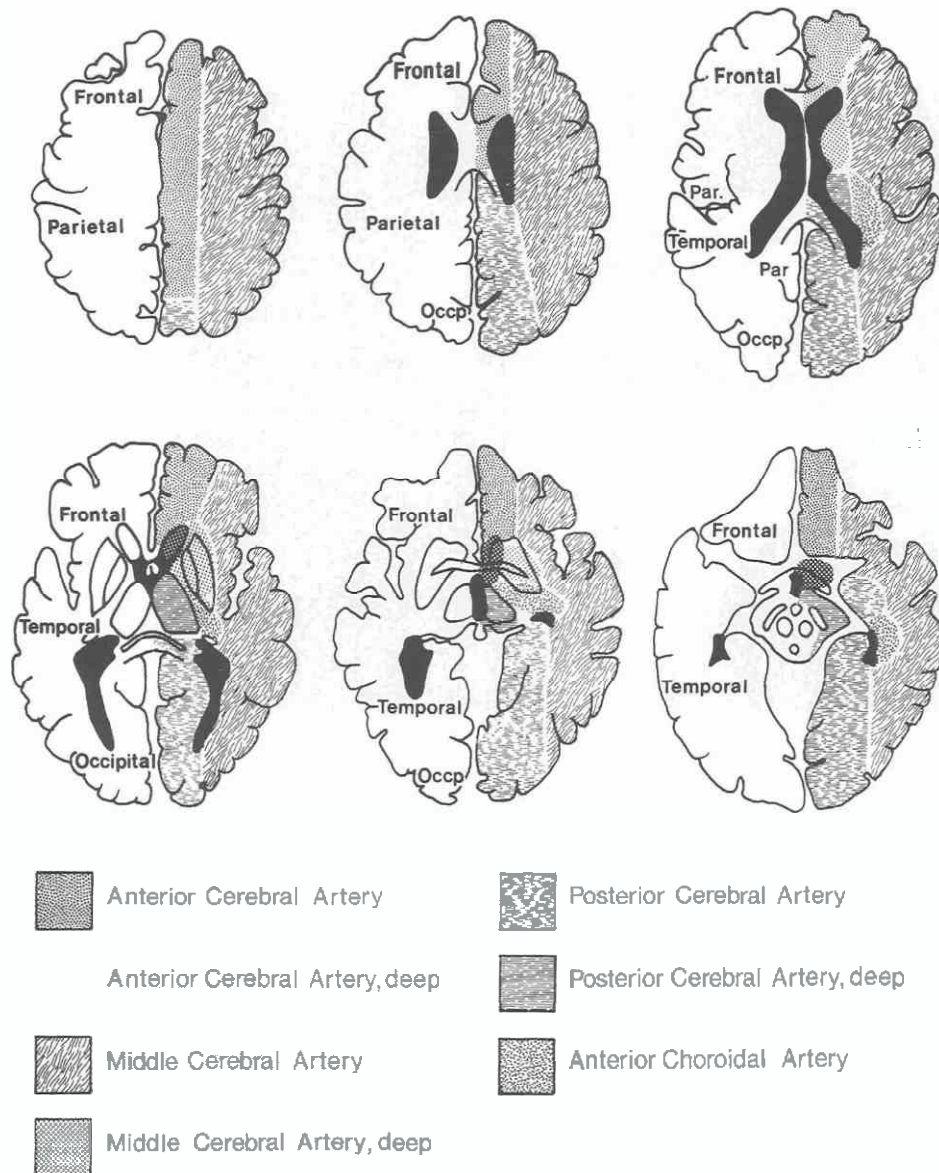 Frontal
Parietal
Frontal
Parietal
Occp
Frontal
Par.
Temporal
Par
Occp
Frontal
Temporal
Occipital
Frontal
Temporal
Occp
Frontal
Temporal
Anterior Cerebral Artery
Anterior Cerebral Artery, deep
Middle Cerebral Artery
Middle Cerebral Artery, deep
Posterior Cerebral Artery
Posterior Cerebral Artery, deep
Anterior Choroidal Artery